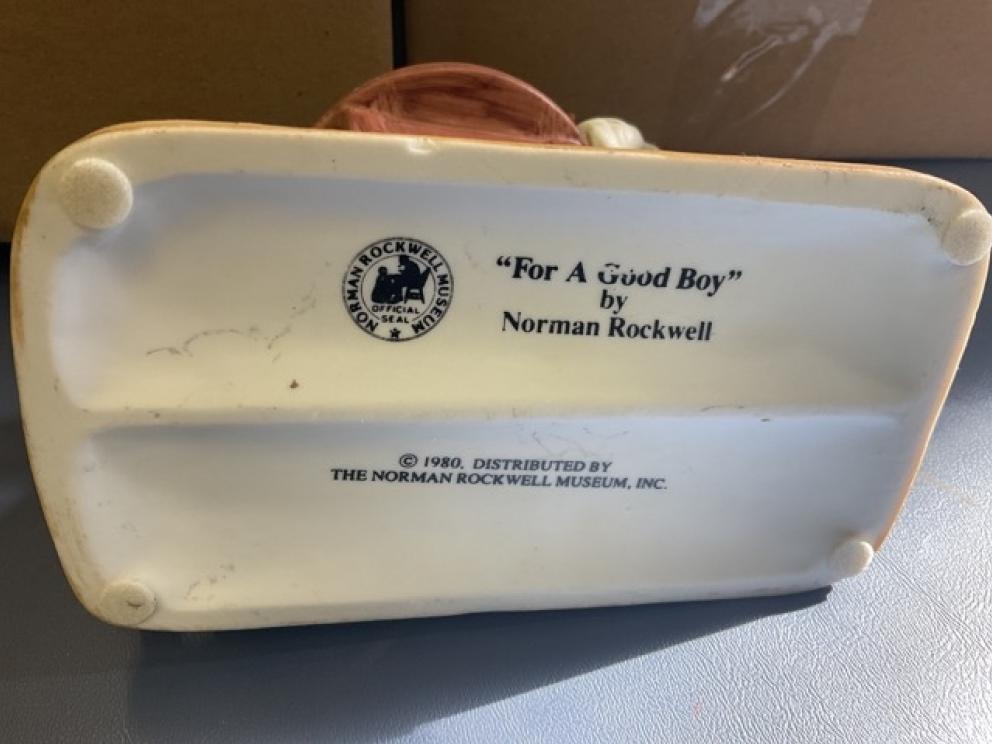 NORMAN ROCKWELL MUSEUM
OFFICIAL
SEAL
“For A Good Boy”
by
Norman Rockwell
© 1980, DISTRIBUTED BY
THE NORMAN ROCKWELL MUSEUM, INC.